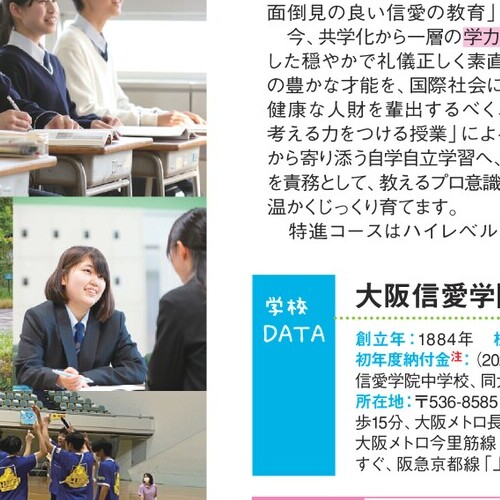 面倒見の良い信愛の教育」
今、共学化から一層の学力
した穏やかで礼儀正しく素直
の豊かな才能を、国際社会に
健康な人財を輩出するべく、
考える力をつける授業」によ
から寄り添う自学自立学習へ、
を責務として、教えるプロ意識
温かくじっくり育てます。
特進コースはハイレベル
学校
DATA
大阪信愛学
創立年：1884年
初年度納付金注：（20
信愛学院中学校、同
所在地：〒536-8585
歩15分、大阪メトロ長
大阪メトロ今里筋線
すぐ、阪急京都線「上